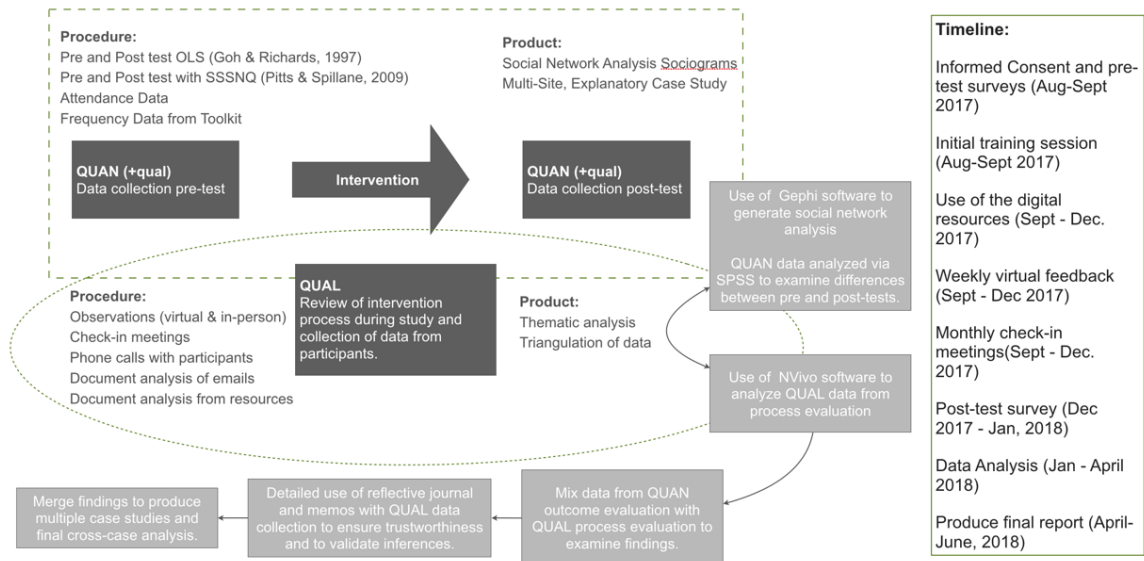 Procedure:
Pre and Post test OLS (Goh & Richards, 1997)
Pre and Post test with SSSNQ (Pitts & Spillane, 2009)
Attendance Data
Frequency Data from Toolkit
Product:
Social Network Analysis Sociograms
Multi-Site, Explanatory Case Study
QUAN (+qual)
Data collection pre-test
Intervention
QUAN (+qual)
Data collection post-test
Use of Gephi software to
generate social network
analysis
QUAN data analyzed via
SPSS to examine differences
between pre and post-tests.
Procedure:
Observations (virtual & in-person)
Check-in meetings
Phone calls with participants
Document analysis of emails
Document analysis from resources
QUAL
Review of intervention
process during study and
collection of data from
participants.
Product:
Thematic analysis
Triangulation of data
Use of NVivo software to
analyze QUAL data from
process evaluation
Merge findings to produce
multiple case studies and
final cross-case analysis.
Detailed use of reflective journal
and memos with QUAL data
collection to ensure trustworthiness
and to validate inferences.
Mix data from QUAN
outcome evaluation with
QUAL process evaluation to
examine findings.
Timeline:
Informed Consent and pre-
test surveys (Aug-Sept
2017)
Initial training session
(Aug-Sept 2017)
Use of the digital
resources (Sept - Dec.
2017)
Weekly virtual feedback
(Sept - Dec 2017)
Monthly check-in
meetings(Sept - Dec.
2017)
Post-test survey (Dec
2017 - Jan, 2018)
Data Analysis (Jan - April
2018)
Produce final report (April-
June, 2018)